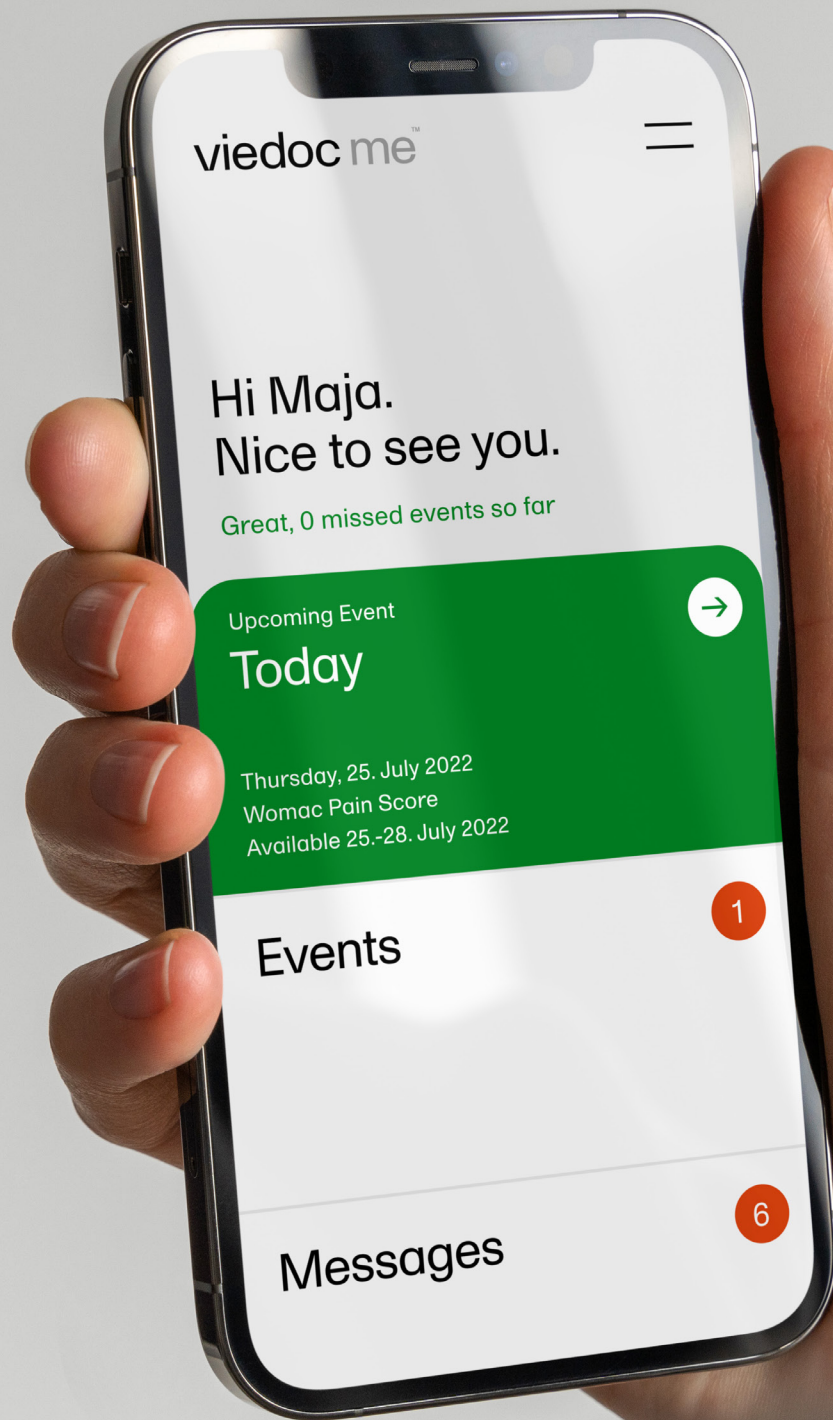 viedoc me™
Hi Maja.
Nice to see you.
Great, 0 missed events so far
Upcoming Event
Today
Thursday, 25. July 2022
Womac Pain Score
Available 25.-28. July 2022
Events
1
Messages
6